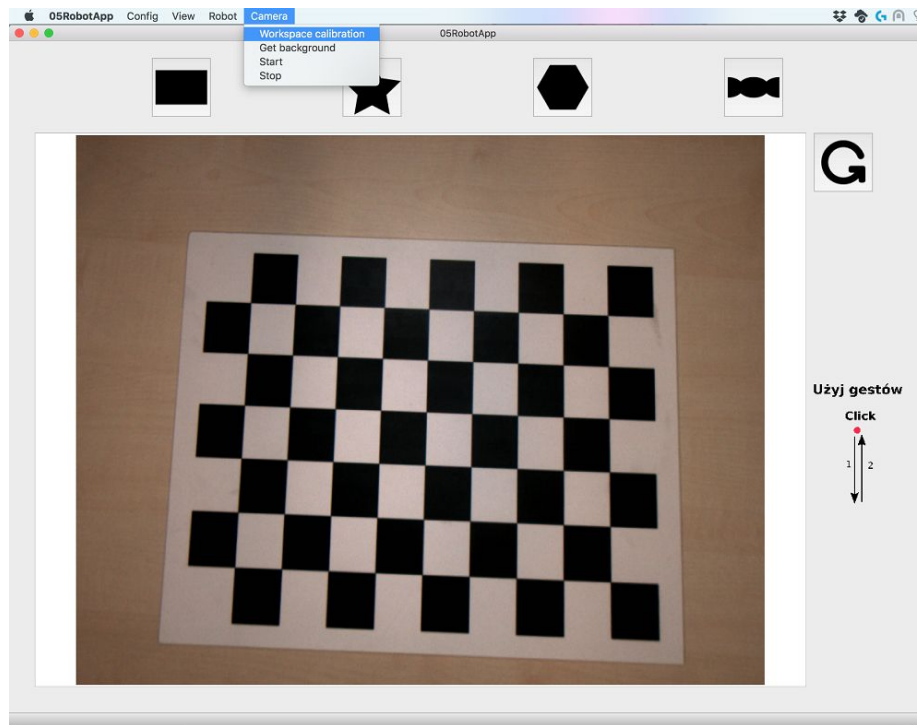 05RobotApp Config View Robot Camera
05RobotApp
Workspace calibration
Get background
Start
Stop
Użyj gestów
Click
1 2